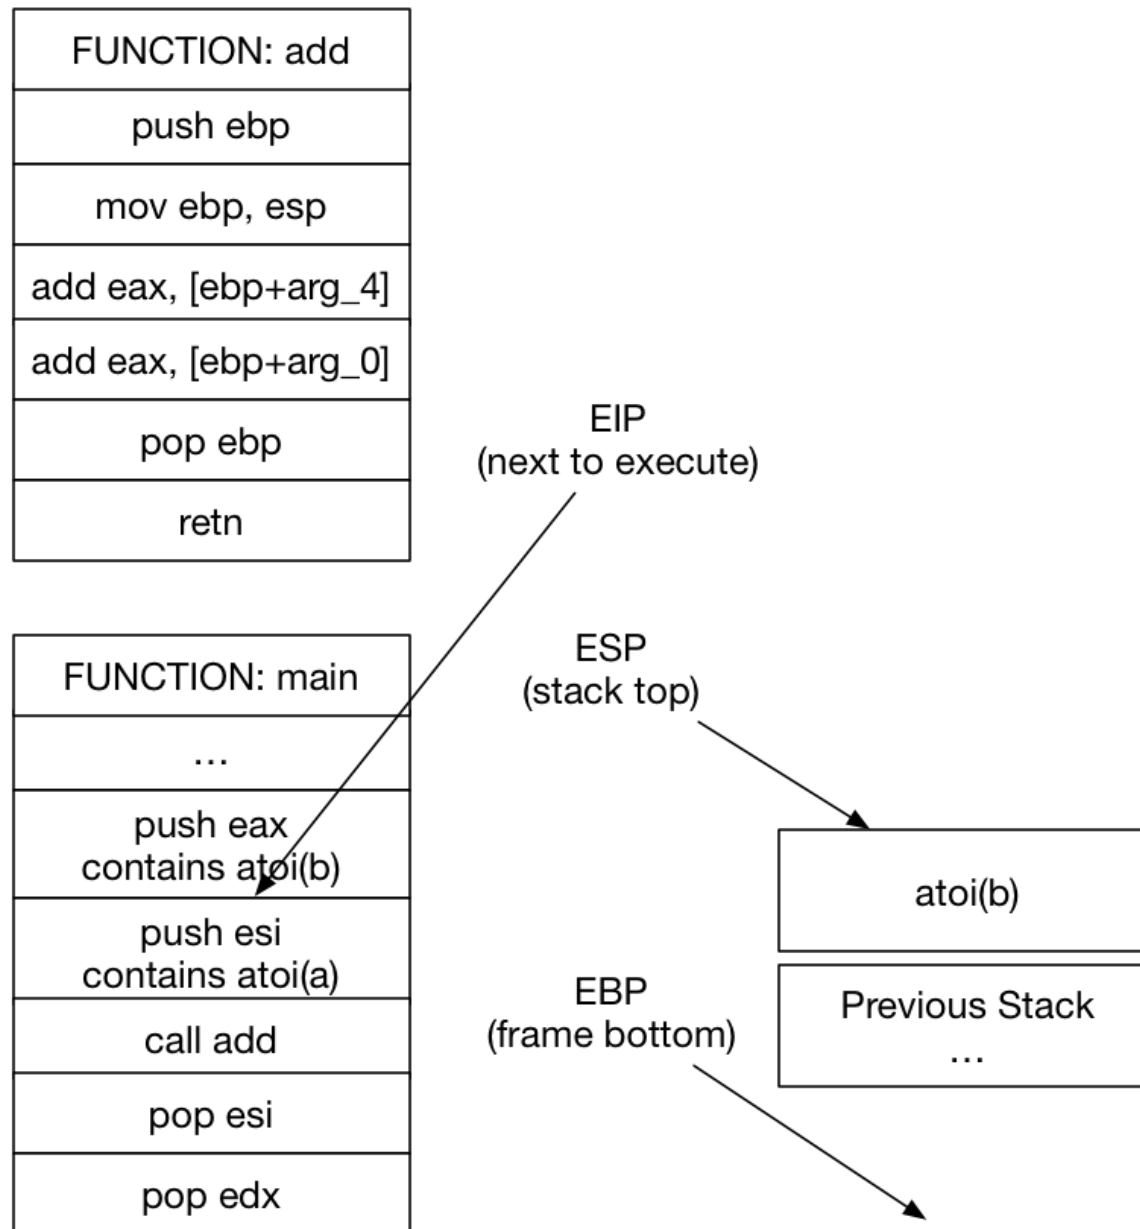 FUNCTION: add
push ebp
mov ebp, esp
add eax, [ebp+arg_4]
add eax, [ebp+arg_0]
pop ebp
retn
EIP
(next to execute)
FUNCTION: main
...
push eax
contains atoi(b)
push esi
contains atoi(a)
call add
pop esi
pop edx
ESP
(stack top)
atoi(b)
EBP
(frame bottom)
Previous Stack
...